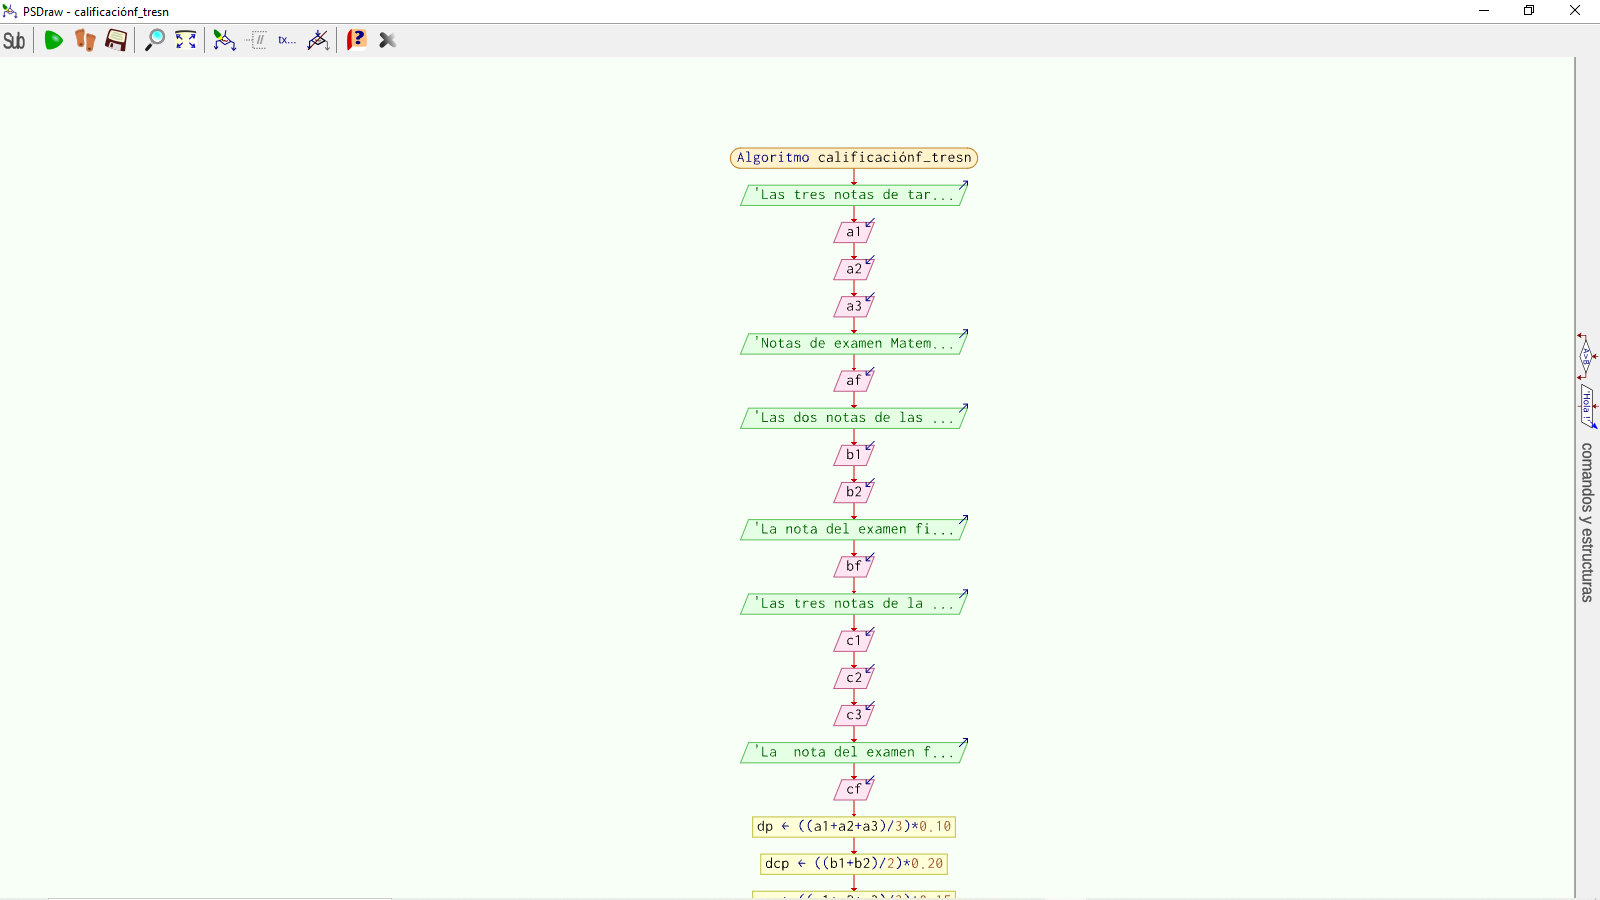 PSDraw - calificaciónf_tresn
Sub
tx...
Algoritmo calificaciónf_tresn
'Las tres notas de tar...
a1
a2
a3
'Notas de examen Matem...
af
'Las dos notas de las ...
b1
b2
'La nota del examen fi...
bf
'Las tres notas de la ...
c1
c2
c3
'La  nota del examen f...
cf
dp ← ((a1+a2+a3)/3)*0.10
dcp ← ((b1+b2)/2)*0.20
A>B
'Hola !'
comandos y estructuras